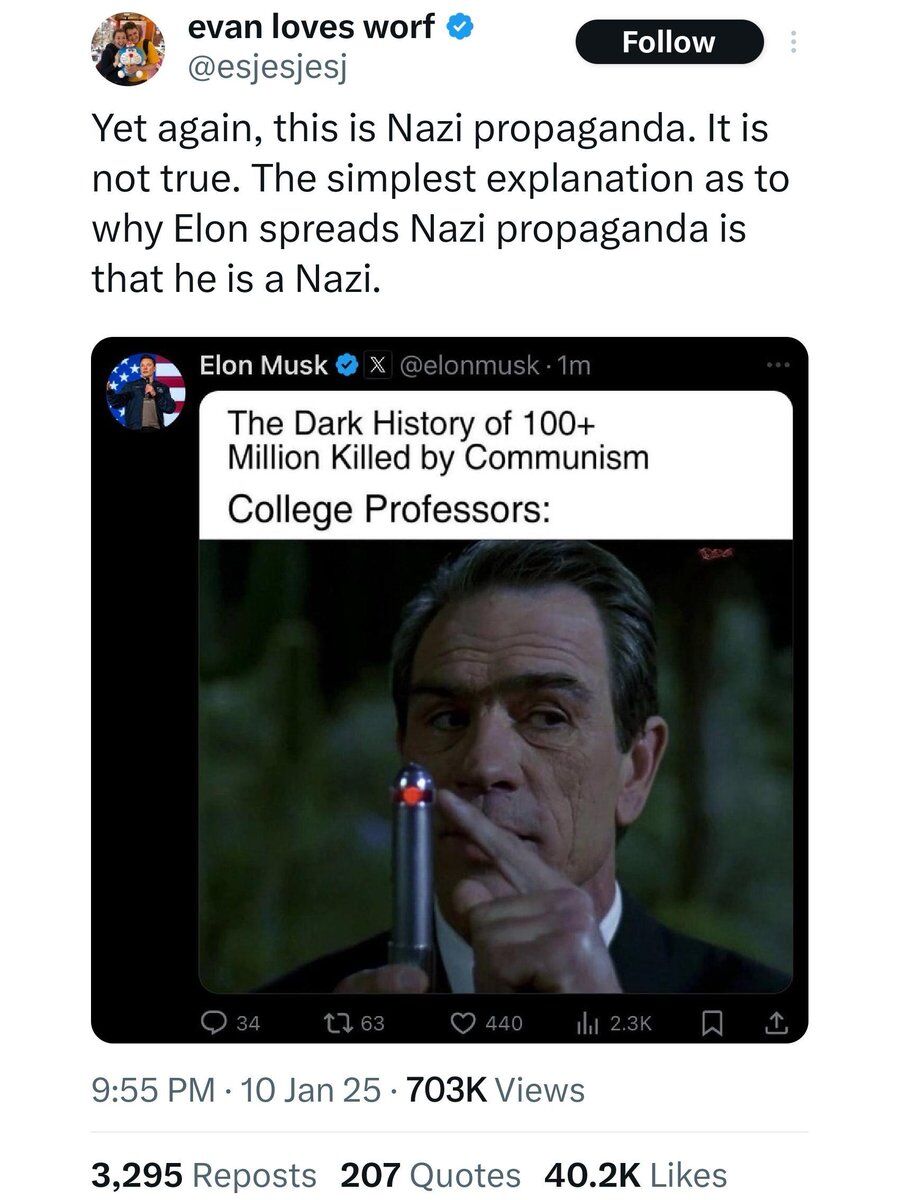 evan loves worf
Follow
@esjesjesj
Yet again, this is Nazi propaganda. It is
not true. The simplest explanation as to
why Elon spreads Nazi propaganda is
that he is a Nazi.
Elon Musk X @elonmusk · 1m
The Dark History of 100+
Million Killed by Communism
College Professors:
34 63 440 2.3K
9:55 PM · 10 Jan 25 · 703K Views
3,295 Reposts 207 Quotes 40.2K Likes